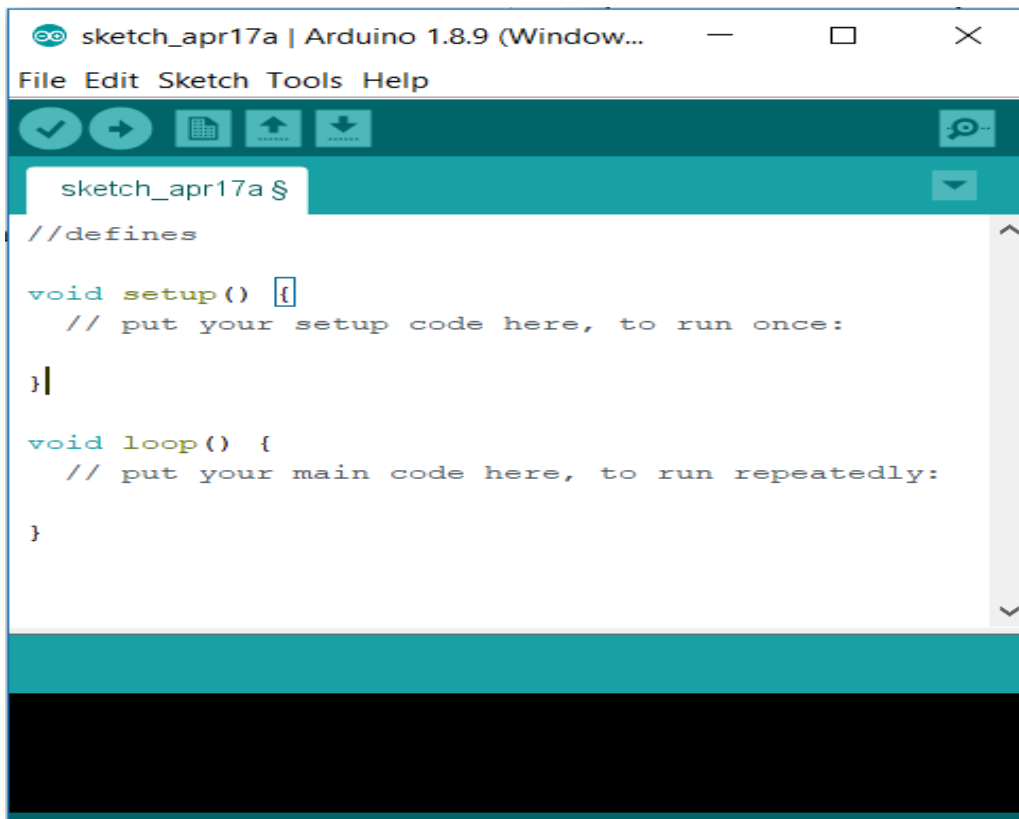 sketch_apr17a | Arduino 1.8.9 (Window...
File Edit Sketch Tools Help
sketch_apr17a §
//defines
void setup() {
// put your setup code here, to run once:
}
void loop() {
// put your main code here, to run repeatedly:
}